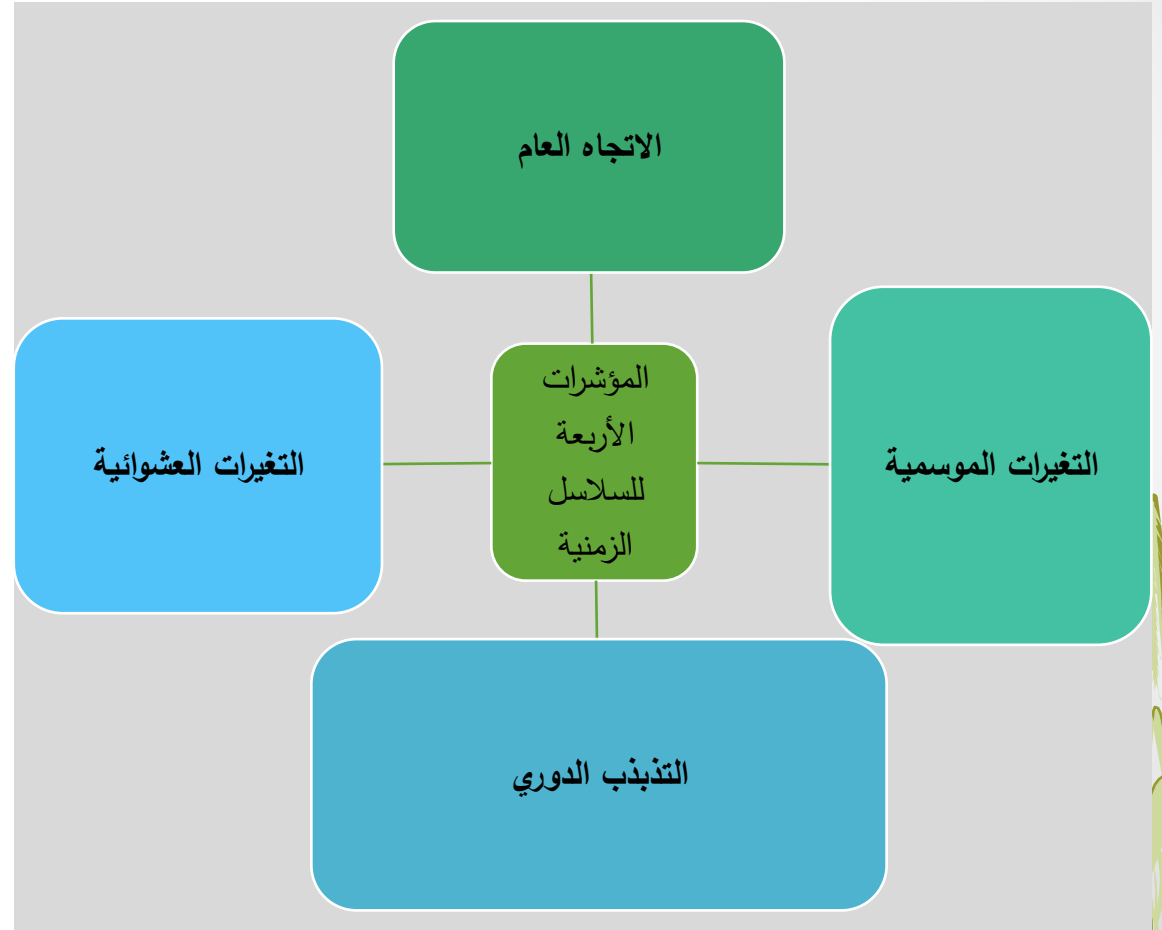 الاتجاه العام
المؤشرات
الأربعة
للسلاسل
الزمنية
التغيرات الموسمية
التغيرات العشوائية
التذبذب الدوري